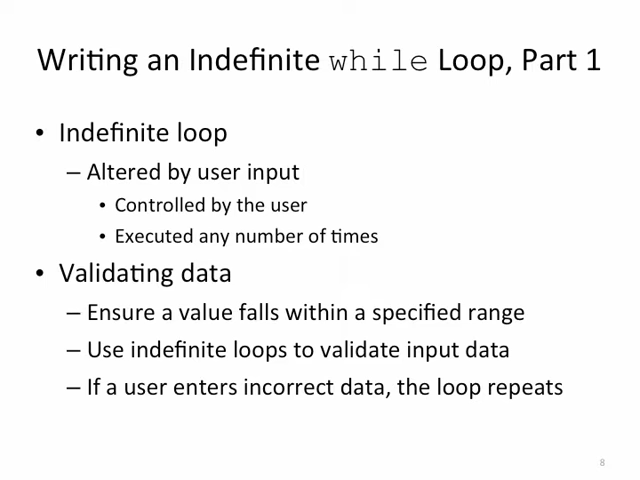 Writing an Indefinite while Loop, Part 1
• Indefinite loop
– Altered by user input
• Controlled by the user
• Executed any number of times
• Validating data
– Ensure a value falls within a specified range
– Use indefinite loops to validate input data
– If a user enters incorrect data, the loop repeats
8